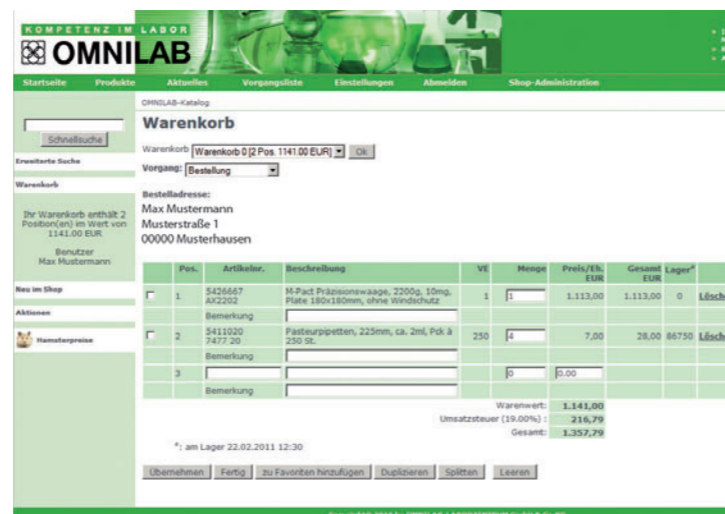 KOMPETENZ IM LABOR
OMNILAB
Startseite Produkte Aktuelles Vorgangsliste Einstellungen Abmelden Shop-Administration
OMNILAB-Katalog
Schnellsuche
Erweiterte Suche
Warenkorb
Ihr Warenkorb enthält 2
Position(en) im Wert von
1141.00 EUR
Benutzer
Max Mustermann
Neu im Shop
Aktionen
Hamsterpreise
Warenkorb
Warenkorb Warenkorb 0 [2 Pos. 1141.00 EUR] Ok
Vorgang: Bestellung
Bestelladresse:
Max Mustermann
Musterstraße 1
00000 Musterhausen
Pos. Artikelnr. Beschreibung VE Menge Preis/Eh. EUR Gesamt EUR Lager#
1 5426667 AX2202 M-Pact Präzisionswaage, 2200g, 10mg, Plate 180x180mm, ohne Windschutz 1 1 1.113,00 1.113,00 0 Lösche
Bemerkung
2 5411020 7477 20 Pasteurpipetten, 225mm, ca. 2ml, Pck à 250 St. 250 4 7,00 28,00 86750 Lösche
Bemerkung
3 0 0.00
Bemerkung
Warenwert: 1.141,00
Umsatzsteuer (19.00%) : 216,79
Gesamt: 1.357,79
#: am Lager 22.02.2011 12:30
Übernehmen Fertig zu Favoriten hinzufügen Duplizieren Splitten Leeren